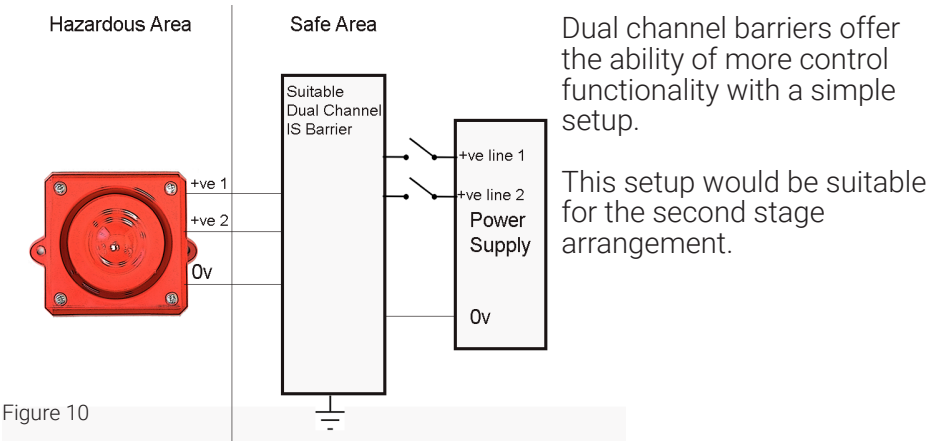 Hazardous Area
Safe Area
Suitable
Dual Channel
IS Barrier
+ve line 1
+ve line 2
Power
Supply
0v
+ve 1
+ve 2
0v
Figure 10
Dual channel barriers offer
the ability of more control
functionality with a simple
setup.
This setup would be suitable
for the second stage
arrangement.